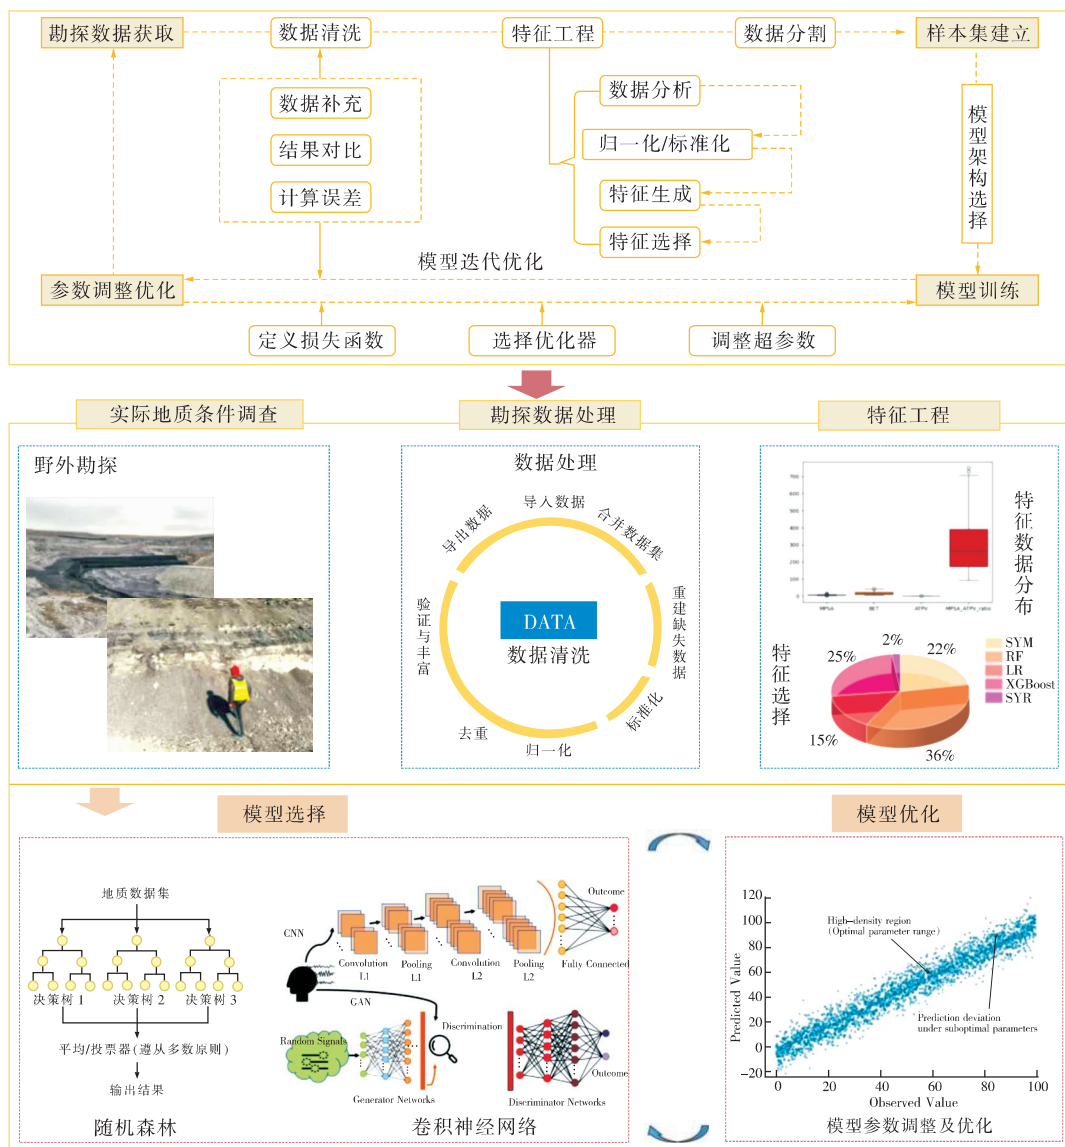 勘探数据获取
数据清洗
特征工程
数据分割
样本集建立
数据补充
结果对比
计算误差
数据分析
归一化/标准化
特征生成
特征选择
模型架构选择
模型迭代优化
参数调整优化
模型训练
定义损失函数
选择优化器
调整超参数
实际地质条件调查
勘探数据处理
特征工程
野外勘探
数据处理
导入数据
合并数据集
重建缺失数据
标准化
归一化
去重
验证与丰富
导出数据
DATA
数据清洗
700
600
500
400
300
200
100
0
MPSA
BET
ATPV
MPSA_ATPV_ratio
特征数据分布
特征选择
2%
22%
25%
15%
36%
SYM
RF
LR
XGBoost
SYR
模型选择
模型优化
地质数据集
决策树 1
决策树 2
决策树 3
平均/投票器(遵从多数原则)
输出结果
随机森林
CNN
GAN
Convolution
L1
Pooling
L1
Convolution
L2
Pooling
L2
Fully Connected
Outcome
Random Signals
Generator Networks
Discrimination
Discriminator Networks
Outcome
卷积神经网络
Predicted Value
120
100
80
60
40
20
0
-20
High-density region
(Optimal parameter range)
Prediction deviation
under suboptimal parameters
0
20
40
60
80
100
Observed Value
模型参数调整及优化